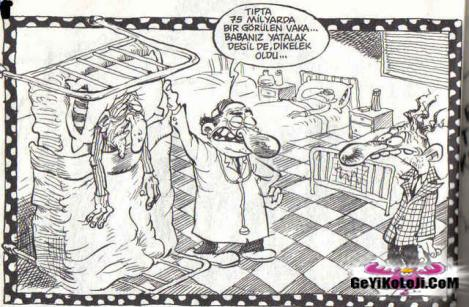 TIPTA
75 MİLYARDA
BİR GÖRÜLEN VAKA...
BABANIZ YATALAK
DEĞİL DE, DİKELEK
OLDU...
GeYiKoLoJi.CoM